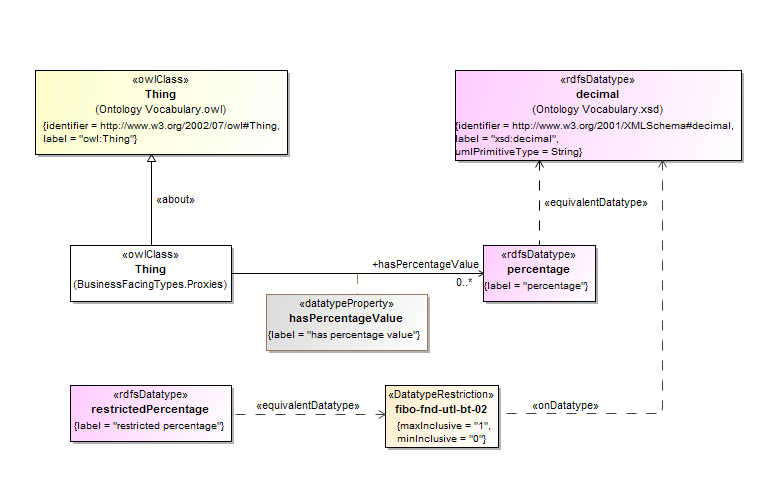 «owlClass»
Thing
(Ontology Vocabulary.owl)
{identifier = http://www.w3.org/2002/07/owl#Thing,
label = "owl:Thing"}
«rdfsDatatype»
decimal
(Ontology Vocabulary.xsd)
{identifier = http://www.w3.org/2001/XMLSchema#decimal,
label = "xsd:decimal",
umlPrimitiveType = String}
«about»
«equivalentDatatype»
«owlClass»
Thing
(BusinessFacingTypes.Proxies)
+hasPercentageValue
0..*
«rdfsDatatype»
percentage
{label = "percentage"}
«datatypeProperty»
hasPercentageValue
{label = "has percentage value"}
«rdfsDatatype»
restrictedPercentage
{label = "restricted percentage"}
«equivalentDatatype»
«DatatypeRestriction»
fibo-fnd-utl-bt-02
{maxInclusive = "1",
minInclusive = "0"}
«onDatatype»